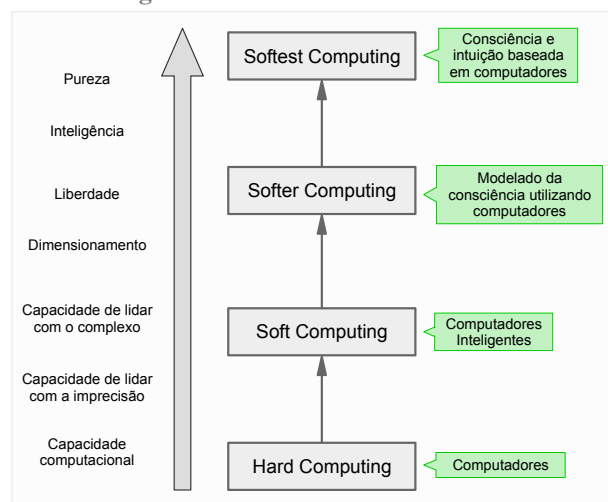 Softest Computing
Consciência e
intuição baseada
em computadores
Pureza
Inteligência
Liberdade
Softer Computing
Modelado da
consciência utilizando
computadores
Dimensionamento
Capacidade de lidar
com o complexo
Soft Computing
Computadores
Inteligentes
Capacidade de lidar
com a imprecisão
Capacidade
computacional
Hard Computing
Computadores